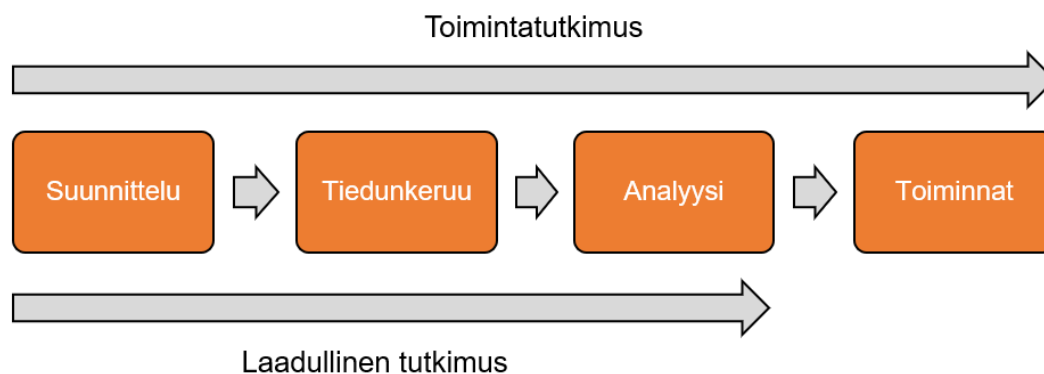 Toimintatutkimus
Suunnittelu
Tiedunkeruu
Analyysi
Toiminnat
Laadullinen tutkimus